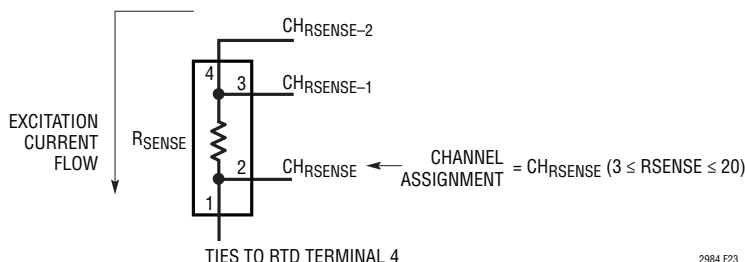 CHRSENSE–2
4
3
CHRSENSE–1
EXCITATION
CURRENT
FLOW
RSENSE
2
CHRSENSE
CHANNEL
ASSIGNMENT
= CHRSENSE (3 ≤ RSENSE ≤ 20)
1
TIES TO RTD TERMINAL 4
2984 F23